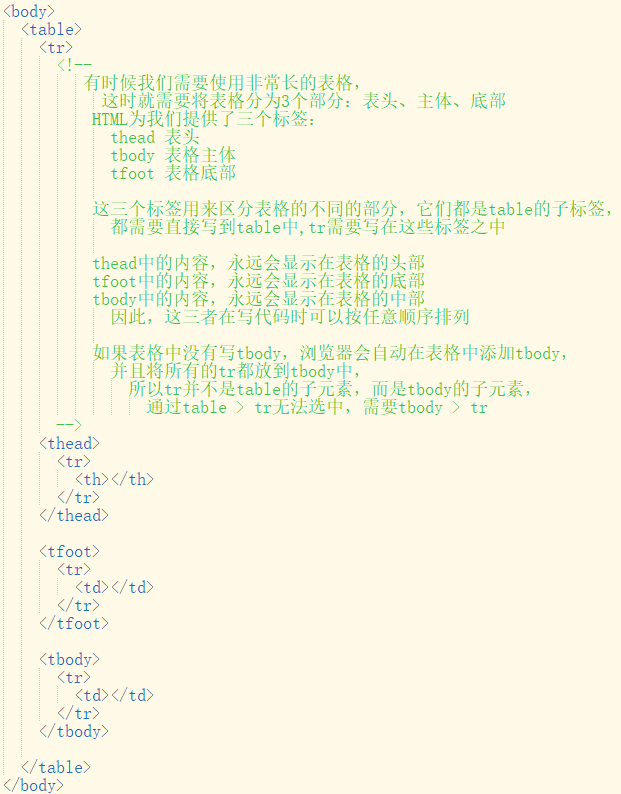 <body>
<table>
<tr>
<!--
有时候我们需要使用非常长的表格，
这时就需要将表格分为3个部分：表头、主体、底部
HTML为我们提供了三个标签：
thead 表头
tbody 表格主体
tfoot 表格底部
这三个标签用来区分表格的不同的部分，它们都是table的子标签，
都需要直接写到table中,tr需要写在这些标签之中
thead中的内容，永远会显示在表格的头部
tfoot中的内容，永远会显示在表格的底部
tbody中的内容，永远会显示在表格的中部
因此，这三者在写代码时可以按任意顺序排列
如果表格中没有写tbody，浏览器会自动在表格中添加tbody，
并且将所有的tr都放到tbody中，
所以tr并不是table的子元素，而是tbody的子元素，
通过table > tr无法选中，需要tbody > tr
-->
<thead>
<tr>
<th></th>
</tr>
</thead>
<tfoot>
<tr>
<td></td>
</tr>
</tfoot>
<tbody>
<tr>
<td></td>
</tr>
</tbody>
</table>
</body>